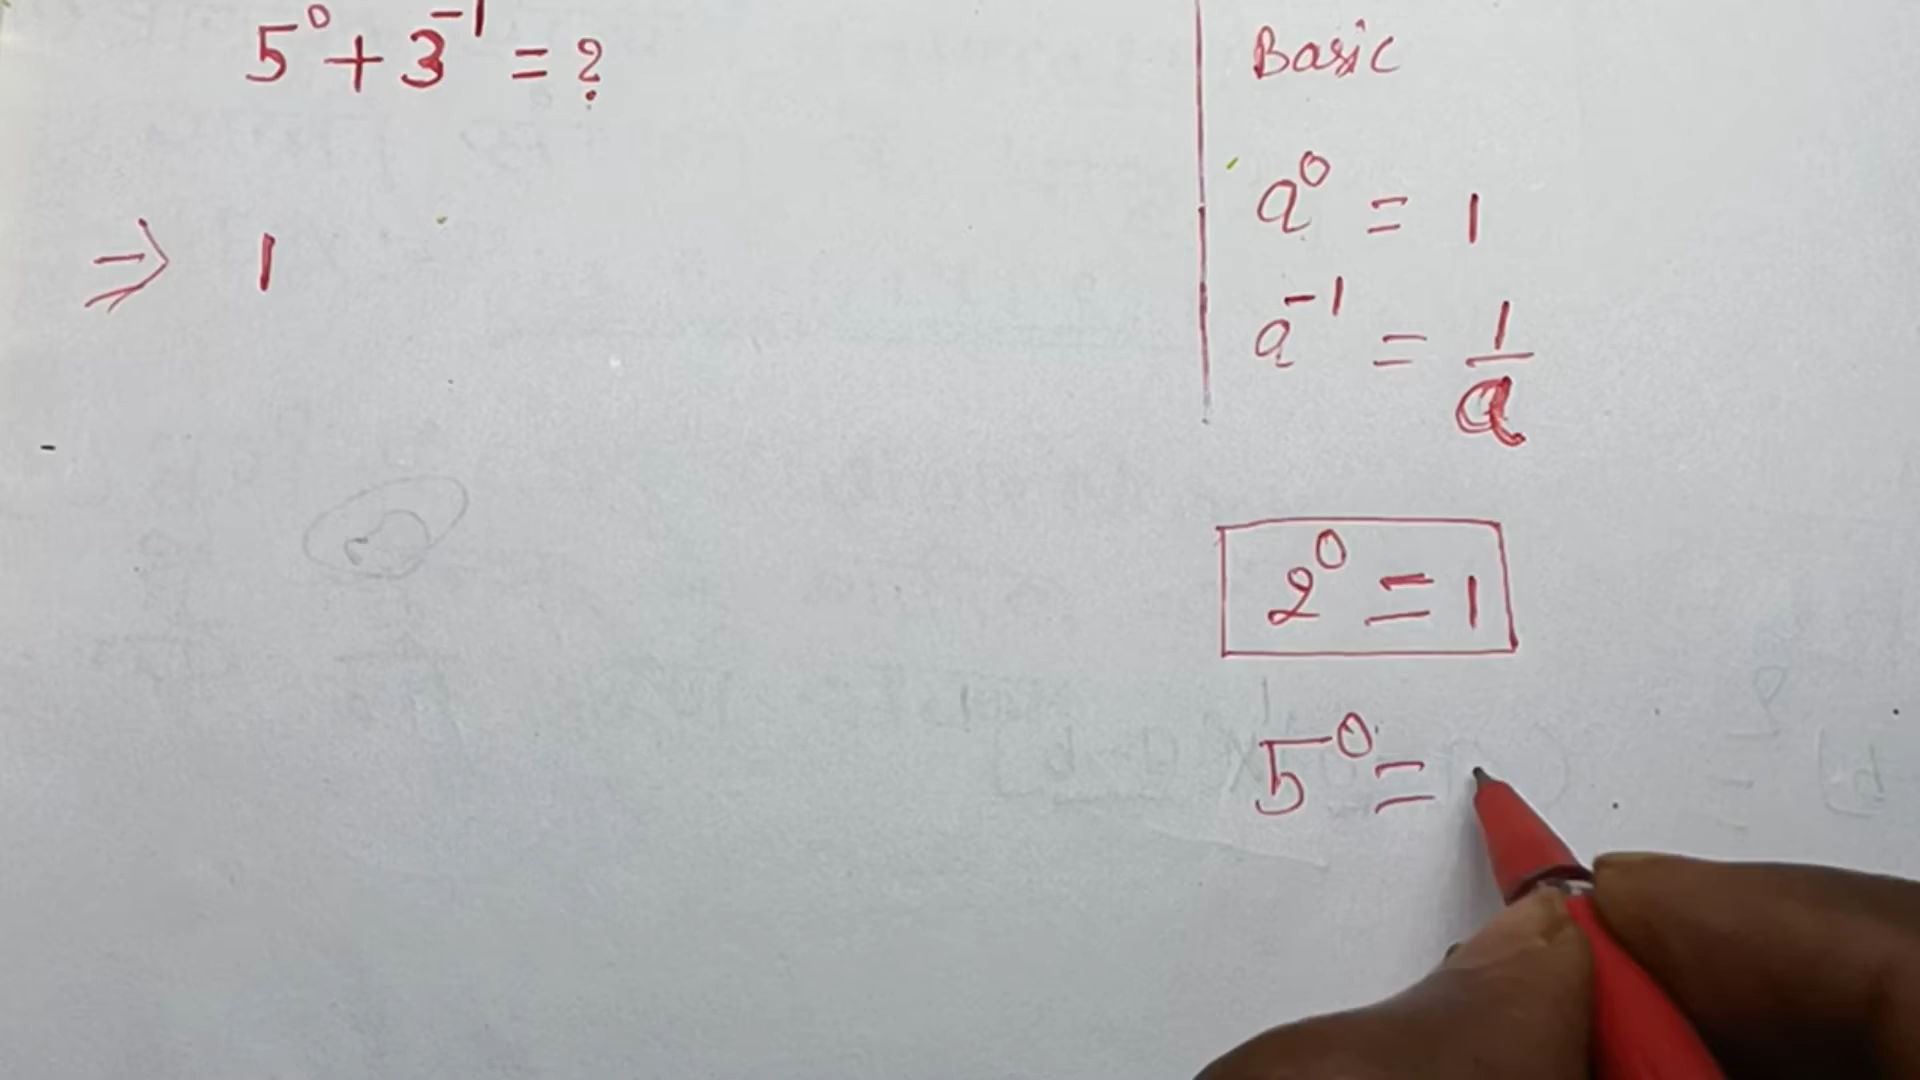 5⁰ + 3⁻¹ = ?
⇒ 1
Basic
a⁰ = 1
a⁻¹ = 1/a
2⁰ = 1
5⁰ =